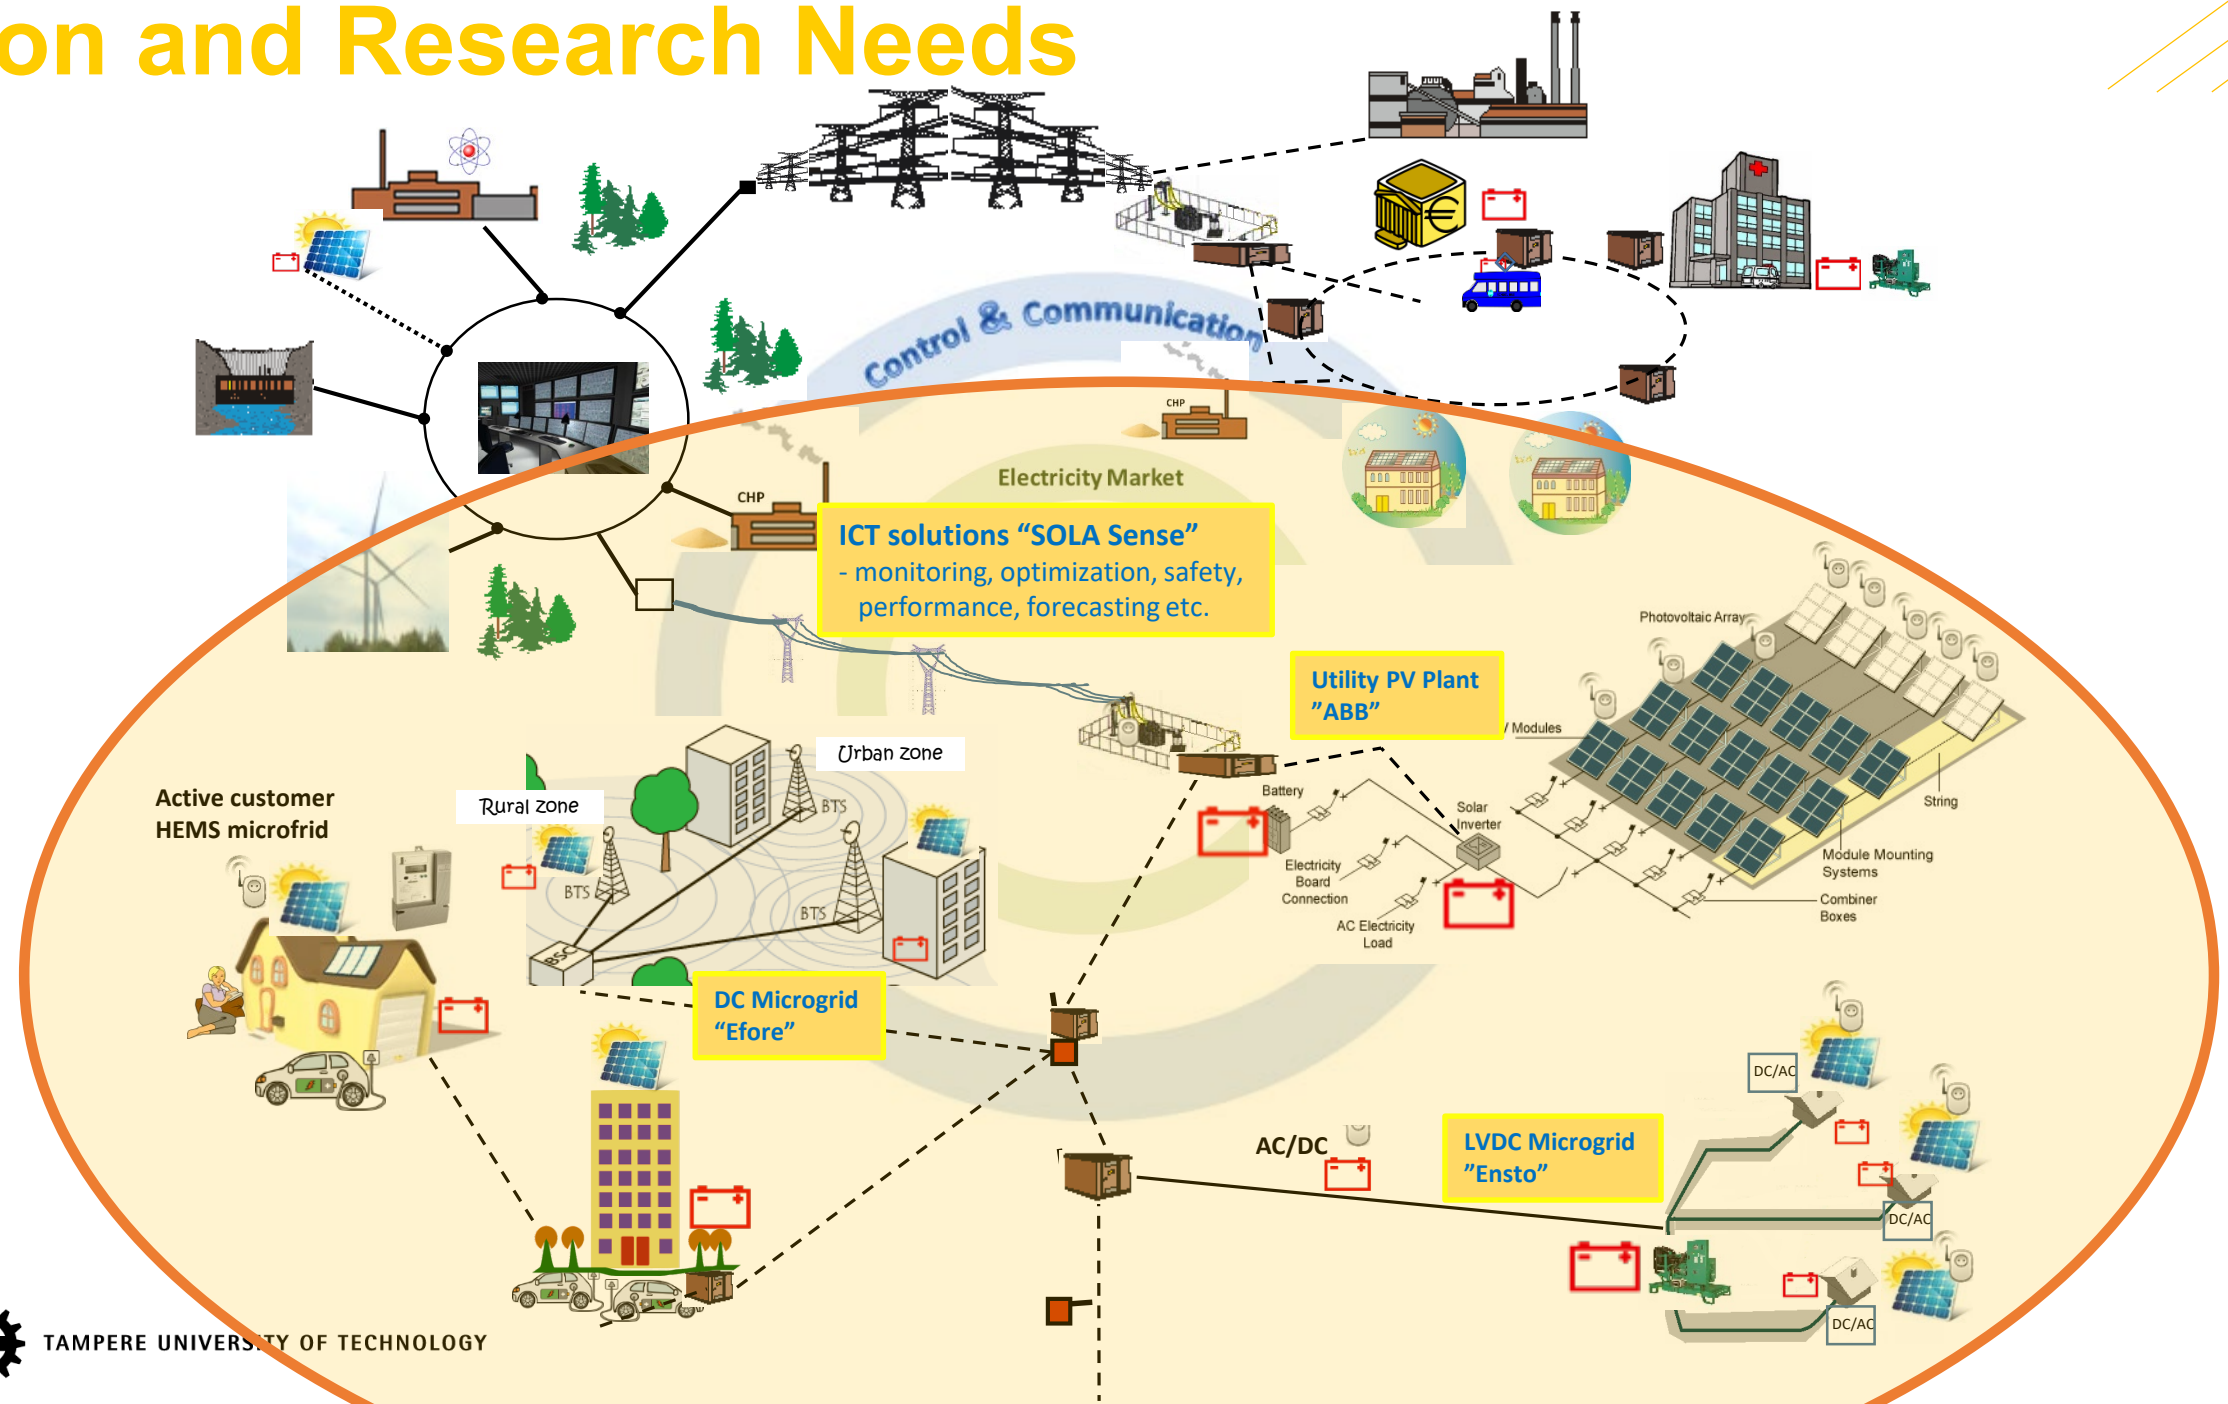 on and Research Needs
Control & Communication
CHP
Electricity Market
CHP
ICT solutions “SOLA Sense”
- monitoring, optimization, safety,
performance, forecasting etc.
Photovoltaic Array
Utility PV Plant
”ABB”
V Modules
Urban zone
Rural zone
Active customer
HEMS microfrid
BTS
BTS
BTS
BSC
Battery
Solar
Inverter
String
Electricity
Board
Connection
AC Electricity
Load
Module Mounting
Systems
Combiner
Boxes
DC Microgrid
“Efore”
DC/AC
AC/DC
LVDC Microgrid
”Ensto”
DC/AC
DC/AC
TAMPERE UNIVERSITY OF TECHNOLOGY